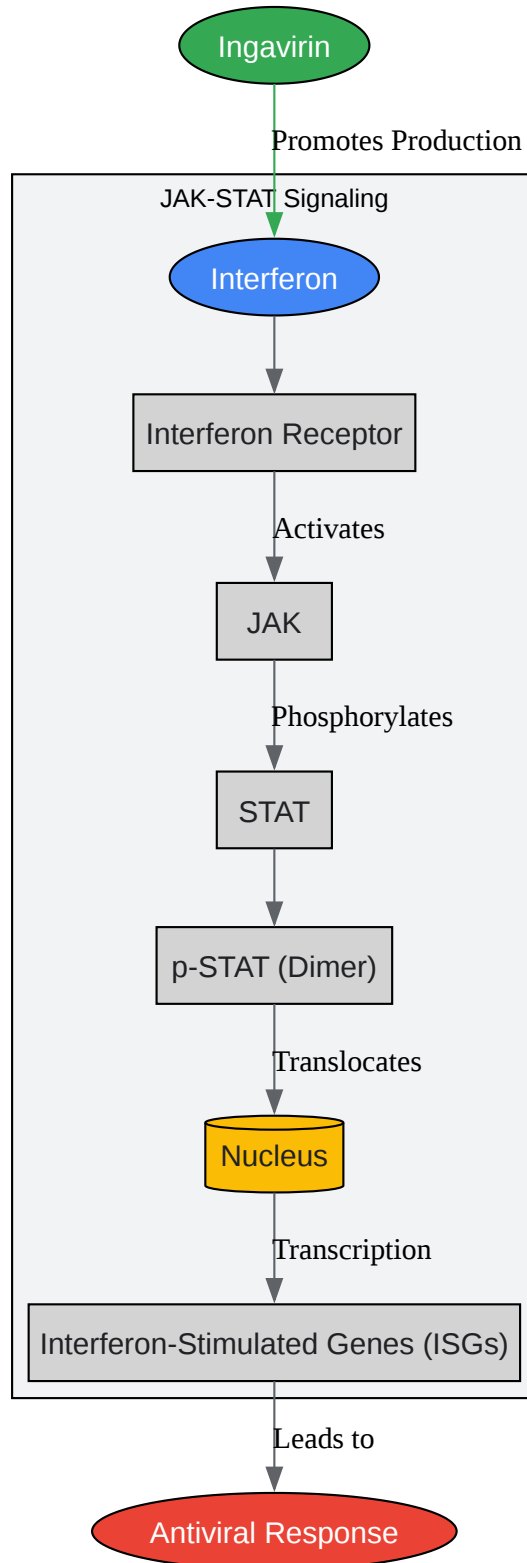 Ingavirin
Promotes Production
JAK-STAT Signaling
Interferon
Interferon Receptor
Activates
JAK
Phosphorylates
STAT
p-STAT (Dimer)
Translocates
Nucleus
Transcription
Interferon-Stimulated Genes (ISGs)
Leads to
Antiviral Response